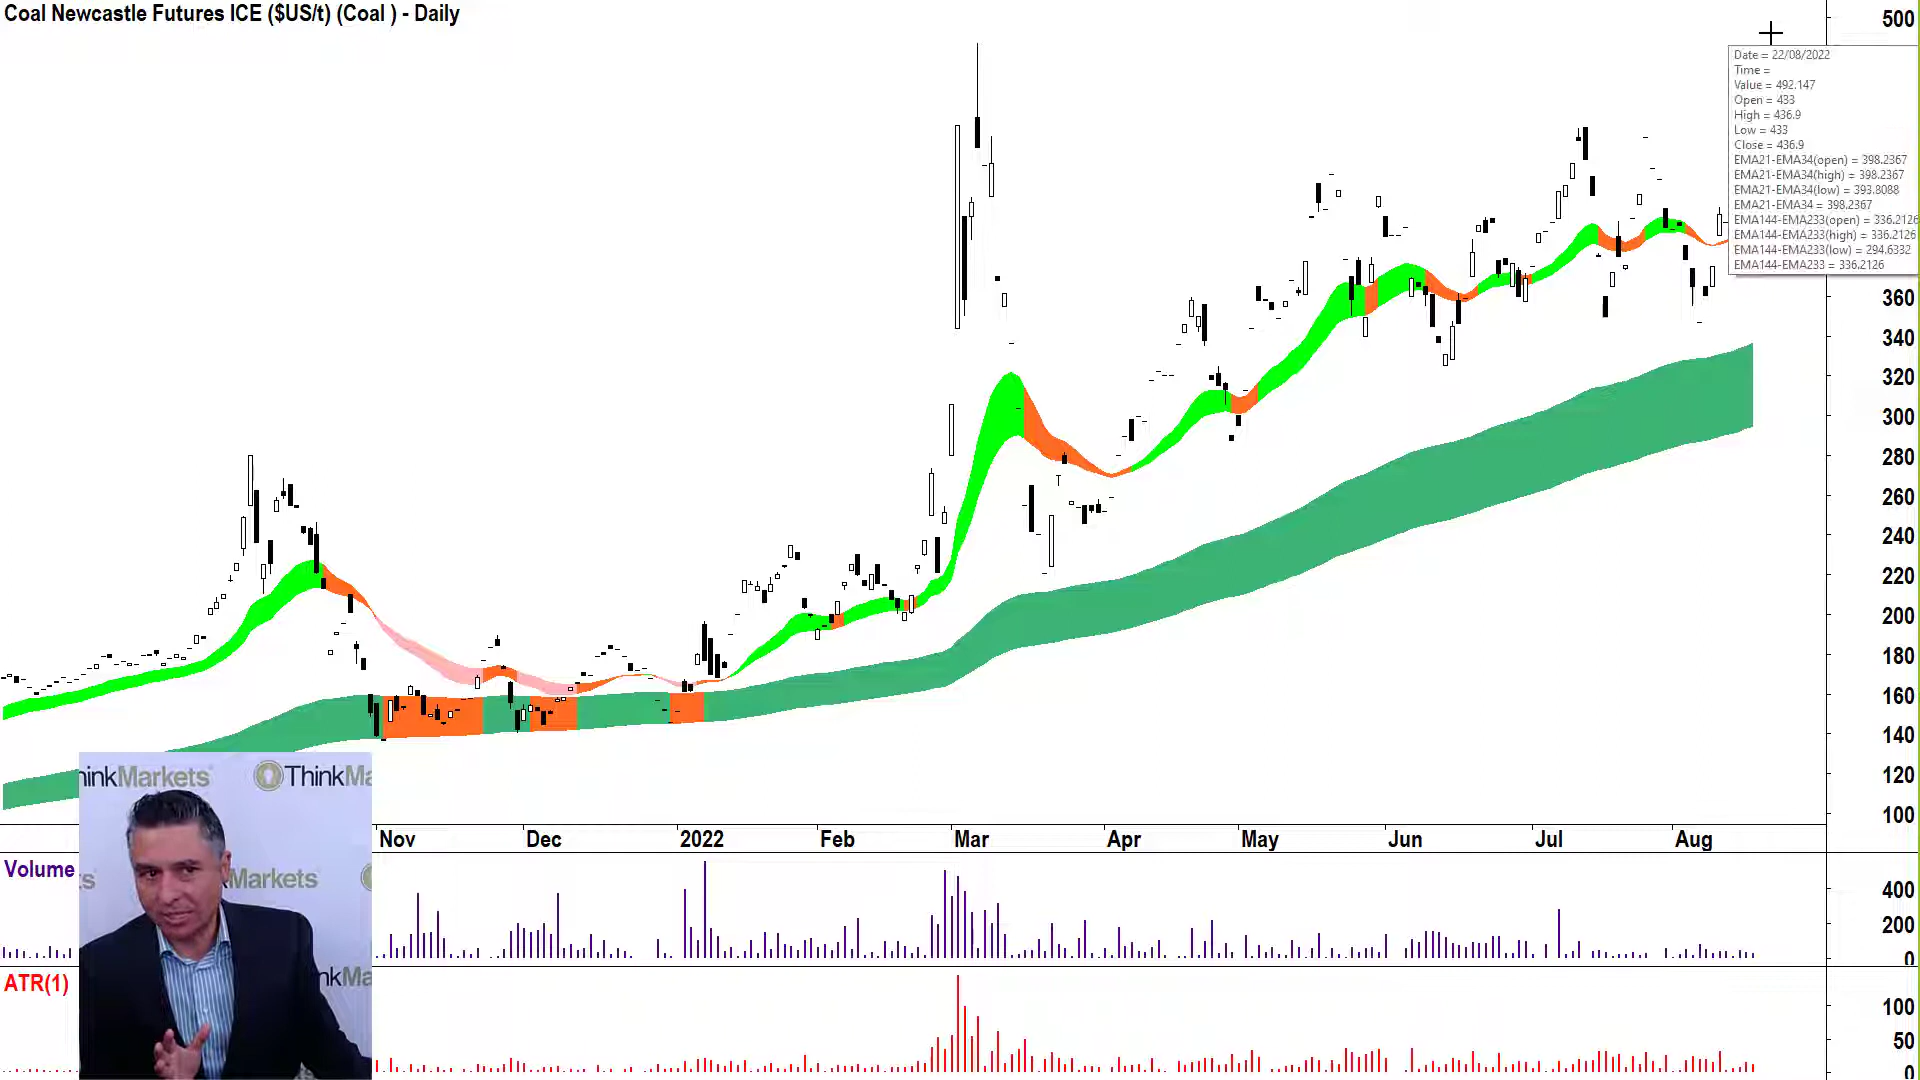 Coal Newcastle Futures ICE ($US/t) (Coal ) - Daily
500
Date = 22/08/2022
Time =
Value = 492.147
Open = 433
High = 436.9
Low = 433
Close = 436.9
EMA21-EMA34(open) = 398.2367
EMA21-EMA34(high) = 398.2367
EMA21-EMA34(low) = 393.8088
EMA21-EMA34 = 398.2367
EMA144-EMA233(open) = 336.2126
EMA144-EMA233(high) = 336.2126
EMA144-EMA233(low) = 294.6332
EMA144-EMA233 = 336.2126
360
340
320
300
280
260
240
220
200
180
160
140
120
100
Nov Dec 2022 Feb Mar Apr May Jun Jul Aug
Volume
400
200
0
ATR(1)
100
50
0
inkMarkets ThinkMa
s kMarkets
nkMa